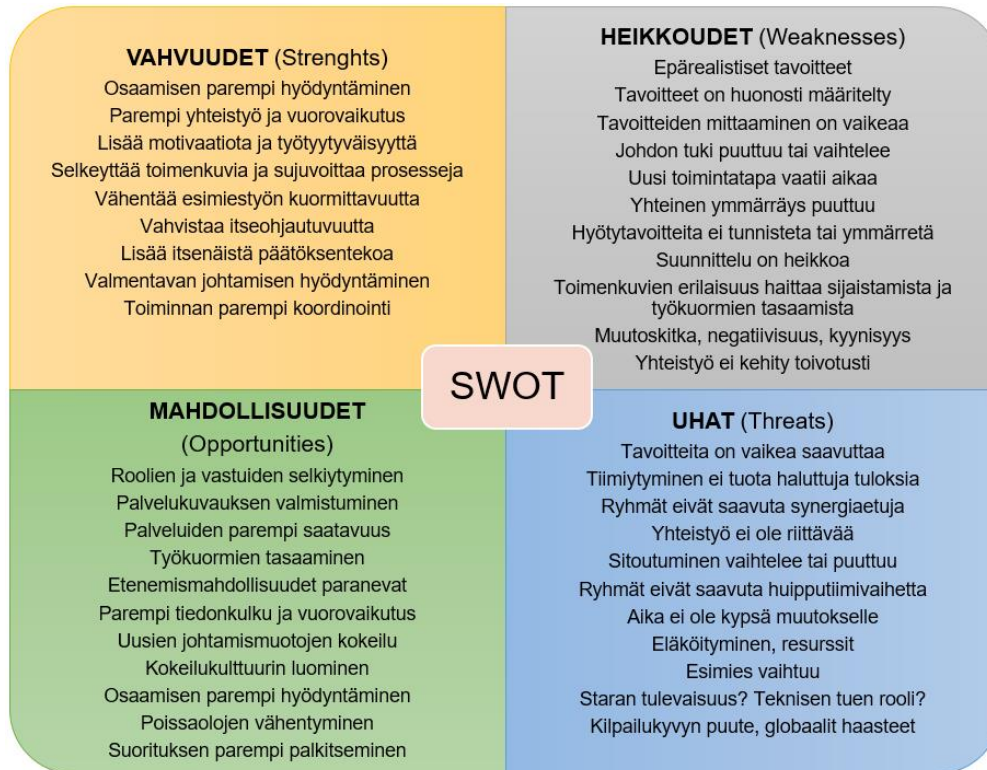 VAHVUUDET (Strenghts)
Osaamisen parempi hyödyntäminen
Parempi yhteistyö ja vuorovaikutus
Lisää motivaatiota ja työtyytyväisyyttä
Selkeyttää toimenkuvia ja sujuvoittaa prosesseja
Vähentää esimiestyön kuormittavuutta
Vahvistaa itseohjautuvuutta
Lisää itsenäistä päätöksentekoa
Valmentavan johtamisen hyödyntäminen
Toiminnan parempi koordinointi
HEIKKOUDET (Weaknesses)
Epärealistiset tavoitteet
Tavoitteet on huonosti määritelty
Tavoitteiden mittaaminen on vaikeaa
Johdon tuki puuttuu tai vaihtelee
Uusi toimintatapa vaatii aikaa
Yhteinen ymmärräys puuttuu
Hyötytavoitteita ei tunnisteta tai ymmärretä
Suunnittelu on heikkoa
Toimenkuvien erilaisuus haittaa sijaistamista ja
työkuormien tasaamista
Muutoskitka, negatiivisuus, kyynisyys
Yhteistyö ei kehity toivotusti
SWOT
MAHDOLLISUUDET
(Opportunities)
Roolien ja vastuiden selkiytyminen
Palvelukuvauksen valmistuminen
Palveluiden parempi saatavuus
Työkuormien tasaaminen
Etenemismahdollisuudet paranevat
Parempi tiedonkulku ja vuorovaikutus
Uusien johtamismuotojen kokeilu
Kokeilukulttuurin luominen
Osaamisen parempi hyödyntäminen
Poissaolojen vähentyminen
Suorituksen parempi palkitseminen
UHAT (Threats)
Tavoitteita on vaikea saavuttaa
Tiimiytyminen ei tuota haluttuja tuloksia
Ryhmät eivät saavuta synergiaetuja
Yhteistyö ei ole riittävää
Sitoutuminen vaihtelee tai puuttuu
Ryhmät eivät saavuta huipputiimivaihetta
Aika ei ole kypsä muutokselle
Eläköityminen, resurssit
Esimies vaihtuu
Staran tulevaisuus? Teknisen tuen rooli?
Kilpailukyvyn puute, globaalit haasteet